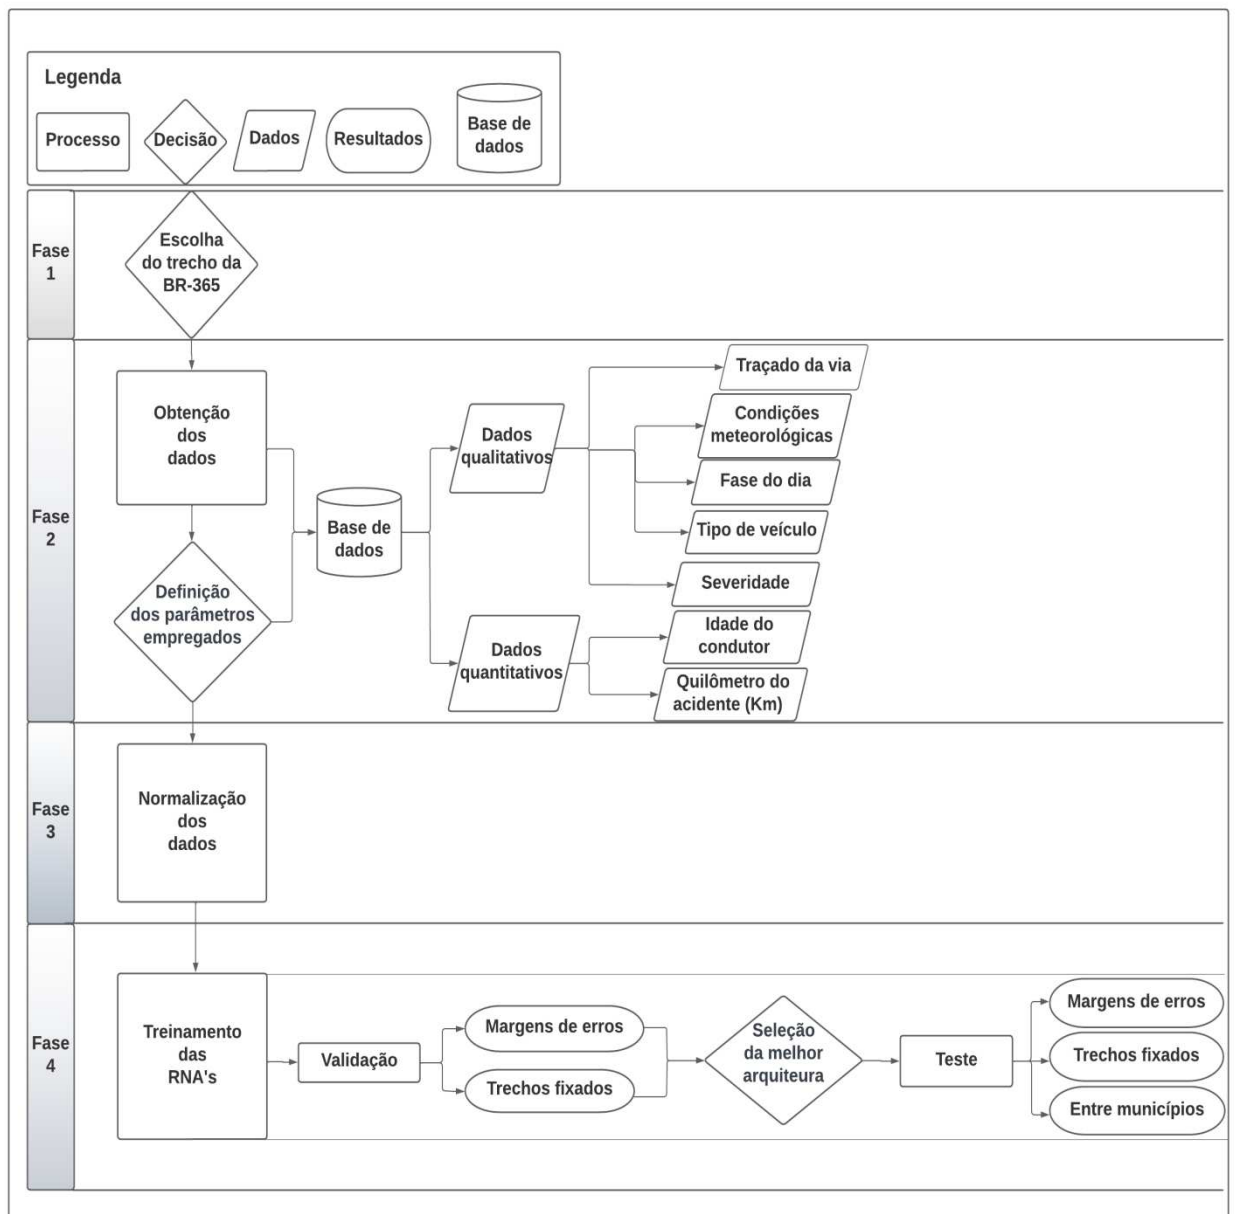 Legenda
Processo
Decisão
Dados
Resultados
Base de
dados
Fase
1
Escolha
do trecho da
BR-365
Fase
2
Obtenção
dos
dados
Definição
dos parâmetros
empregados
Base de
dados
Dados
qualitativos
Traçado da via
Condições
meteorológicas
Fase do dia
Tipo de veículo
Severidade
Dados
quantitativos
Idade do
condutor
Quilômetro do
acidente (Km)
Fase
3
Normalização
dos
dados
Fase
4
Treinamento
das
RNA's
Validação
Margens de erros
Trechos fixados
Seleção
da melhor
arquiteura
Teste
Margens de erros
Trechos fixados
Entre municípios